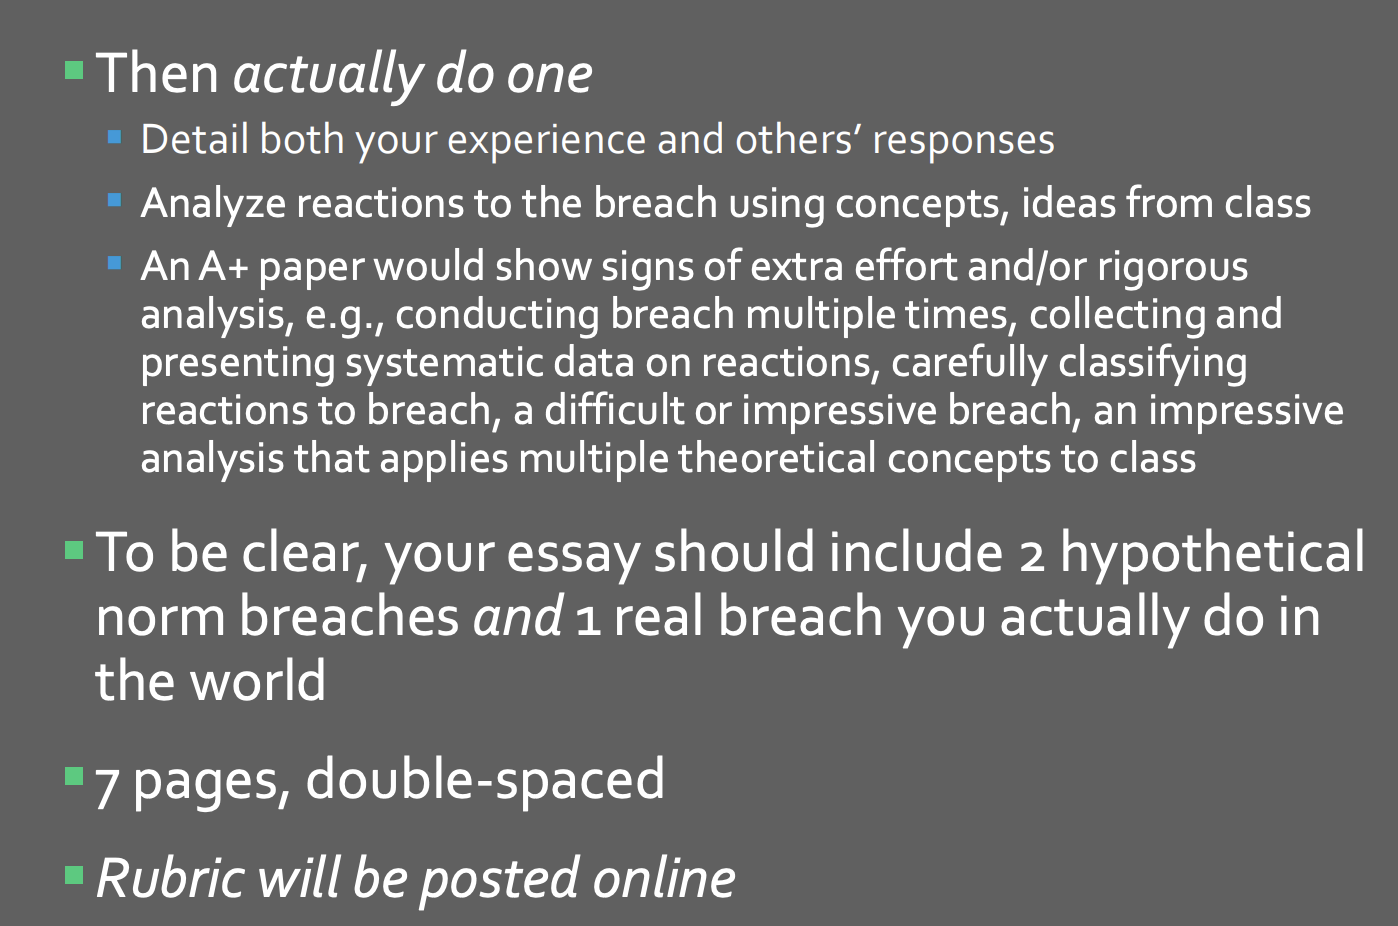 Then actually do one
Detail both your experience and others’ responses
Analyze reactions to the breach using concepts, ideas from class
An A+ paper would show signs of extra effort and/or rigorous
analysis, e.g., conducting breach multiple times, collecting and
presenting systematic data on reactions, carefully classifying
reactions to breach, a difficult or impressive breach, an impressive
analysis that applies multiple theoretical concepts to class
To be clear, your essay should include 2 hypothetical
norm breaches and 1 real breach you actually do in
the world
7 pages, double-spaced
Rubric will be posted online